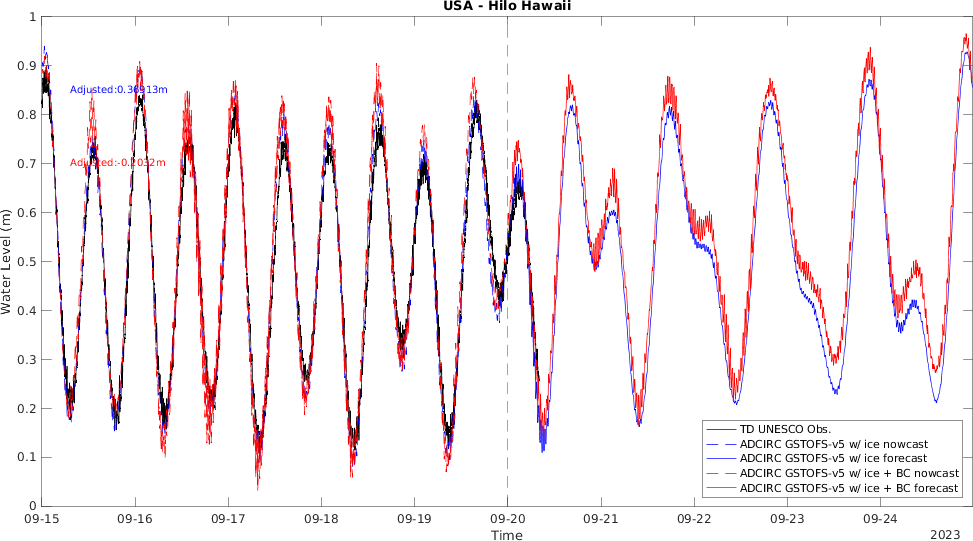 USA - Hilo Hawaii
1
0.9
0.8
0.7
0.6
0.5
0.4
0.3
0.2
0.1
0
Water Level (m)
Adjusted:0.36913m
Adjusted:-0.2032m
TD UNESCO Obs.
ADCIRC GSTOFS-v5 w/ ice nowcast
ADCIRC GSTOFS-v5 w/ ice forecast
ADCIRC GSTOFS-v5 w/ ice + BC nowcast
ADCIRC GSTOFS-v5 w/ ice + BC forecast
09-15 09-16 09-17 09-18 09-19 09-20 09-21 09-22 09-23 09-24
Time
2023